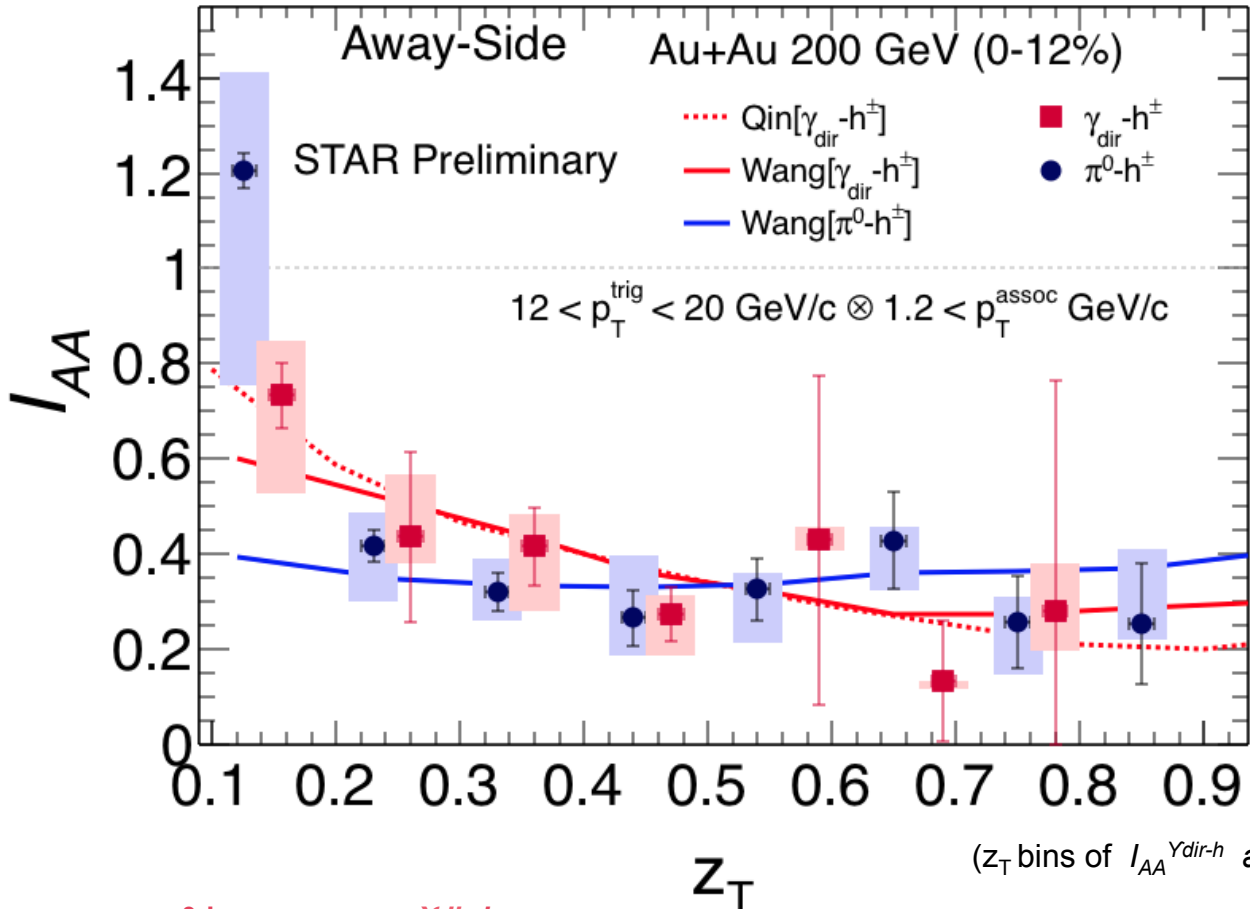 Away-Side
Au+Au 200 GeV (0-12%)
STAR Preliminary
Qin[γdir-h±]
Wang[γdir-h±]
Wang[π0-h±]
γdir-h±
π0-h±
12 < pTtrig < 20 GeV/c ⊗ 1.2 < pTassoc GeV/c
IAA
1.4
1.2
1
0.8
0.6
0.4
0.2
0
0.1 0.2 0.3 0.4 0.5 0.6 0.7 0.8 0.9
zT
(zT bins of IAAYdir-h a